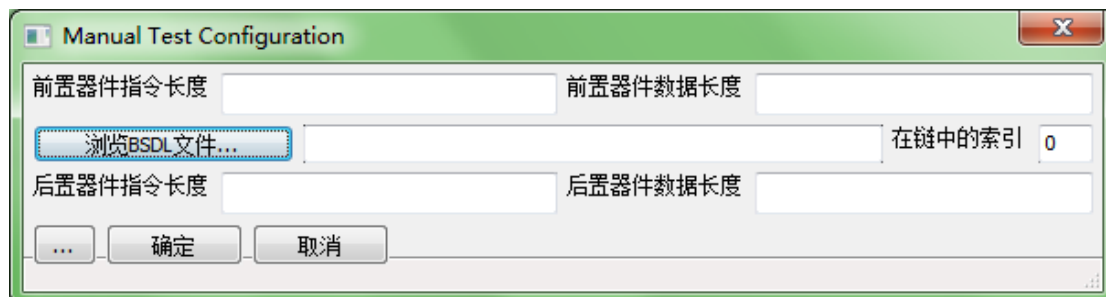 Manual Test Configuration
前置器件指令长度 前置器件数据长度
浏览BSDL文件... 在链中的索引 0
后置器件指令长度 后置器件数据长度
... 确定 取消